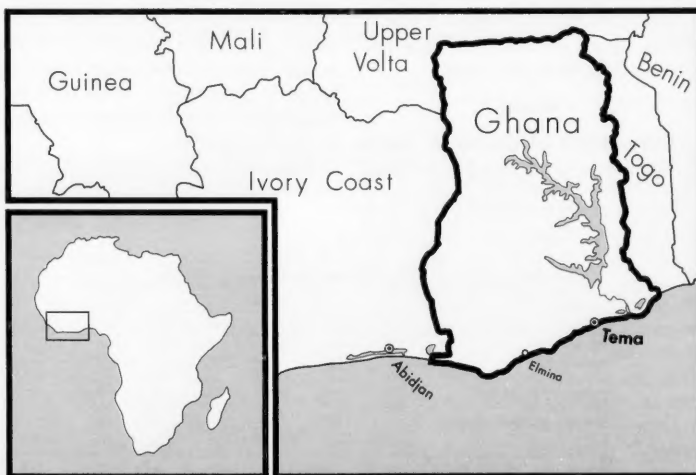 Mali
Upper
Volta
Guinea
Benin
Ghana
Togo
Ivory Coast
Tema
Elmina
Abidjan